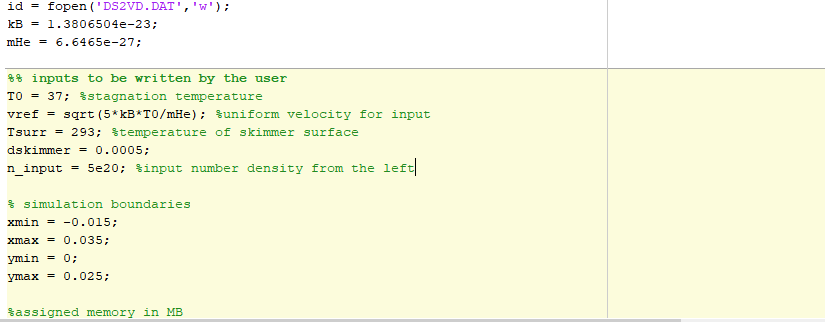 id = fopen('DS2VD.DAT','w');
kB = 1.3806504e-23;
mHe = 6.6465e-27;
%% inputs to be written by the user
T0 = 37; %stagnation temperature
vref = sqrt(5*kB*T0/mHe); %uniform velocity for input
Tsurr = 293; %temperature of skimmer surface
dskimmer = 0.0005;
n_input = 5e20; %input number density from the left
% simulation boundaries
xmin = -0.015;
xmax = 0.035;
ymin = 0;
ymax = 0.025;
%assigned memory in MB